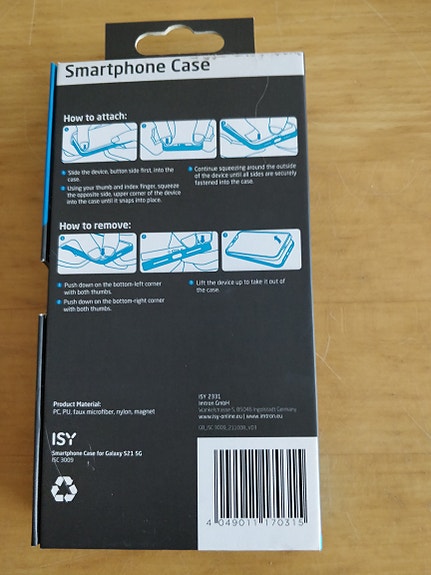 Smartphone Case
How to attach:
Slide the device, button side first, into the
case.
Using your thumb and index finger, squeeze
the opposite side, upper corner of the device
into the case until it snaps into place.
Continue squeezing around the outside
of the device until all sides are securely
fastened into the case.
How to remove:
Push down on the bottom-left corner
with both thumbs.
Push down on the bottom-right corner
with both thumbs.
Lift the device up to take it out of
the case.
Product Material:
PC, PU, faux microfiber, nylon, magnet
ISY 2331
Imtron GmbH
Wankelstrasse 5, 85046 Ingolstadt Germany
www.isy-online.eu www.imtron.eu
ISY
Smartphone Case for Galaxy S21 5G
ISC 3009
4 049011 170315